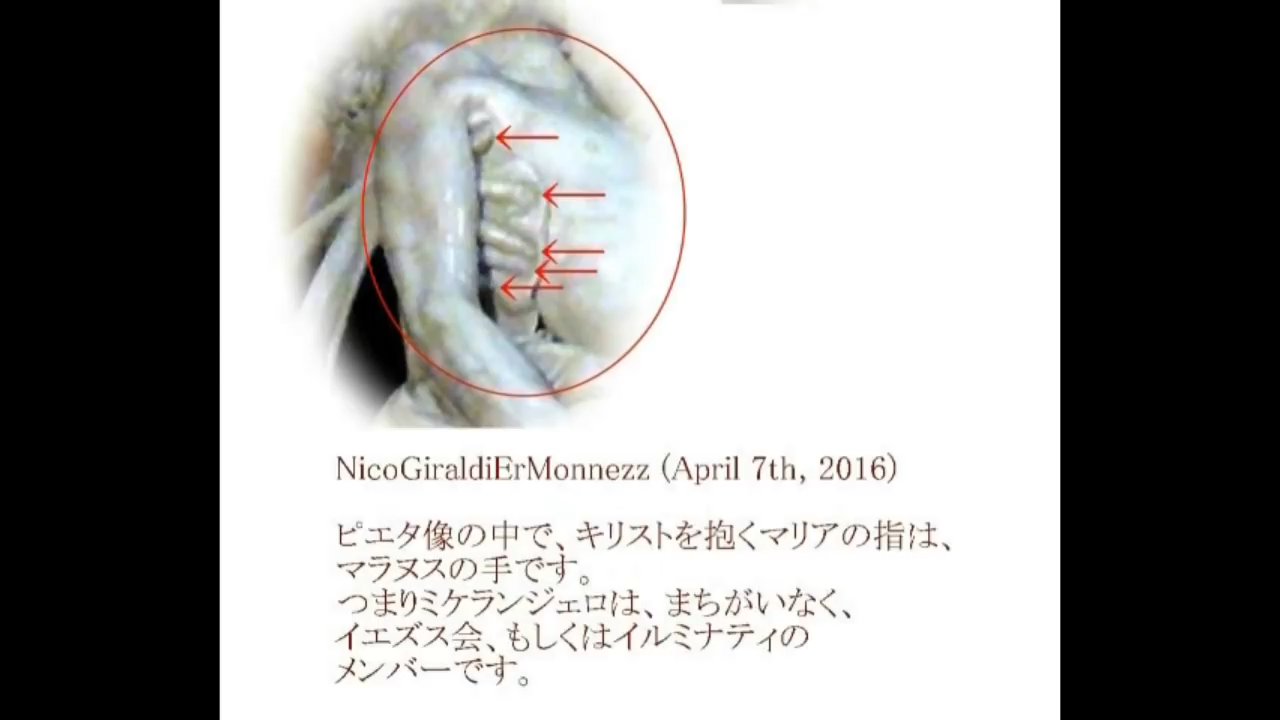 NicoGiraldiErMonnezz (April 7th, 2016)
ピエタ像の中で、キリストを抱くマリアの指は、
マラヌスの手です。
つまりミケランジェロは、まちがいなく、
イエズス会、もしくはイルミナティの
メンバーです。